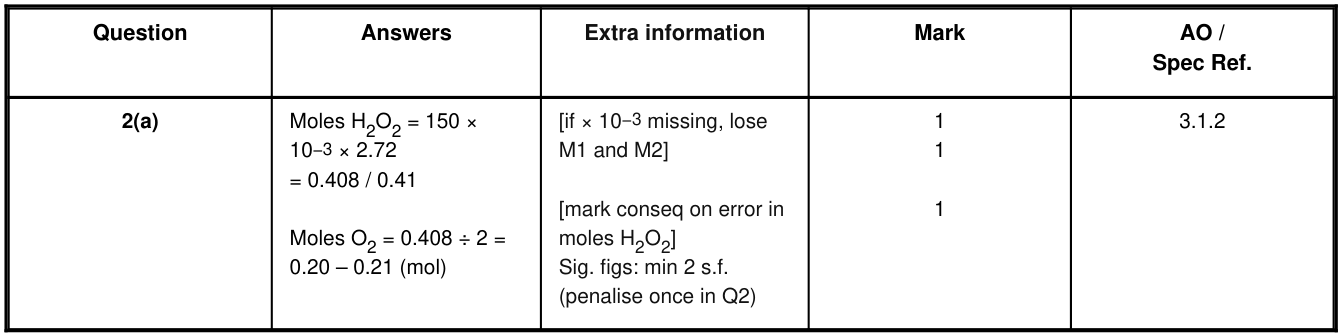 Question Answers Extra information Mark AO /
Spec Ref.
2(a)
Moles H₂O₂ = 150 ×
10⁻³ × 2.72
= 0.408 / 0.41
Moles O₂ = 0.408 ÷ 2 =
0.20 – 0.21 (mol)
[if × 10⁻³ missing, lose
M1 and M2]
[mark conseq on error in
moles H₂O₂]
Sig. figs: min 2 s.f.
(penalise once in Q2)
1
1
1
3.1.2